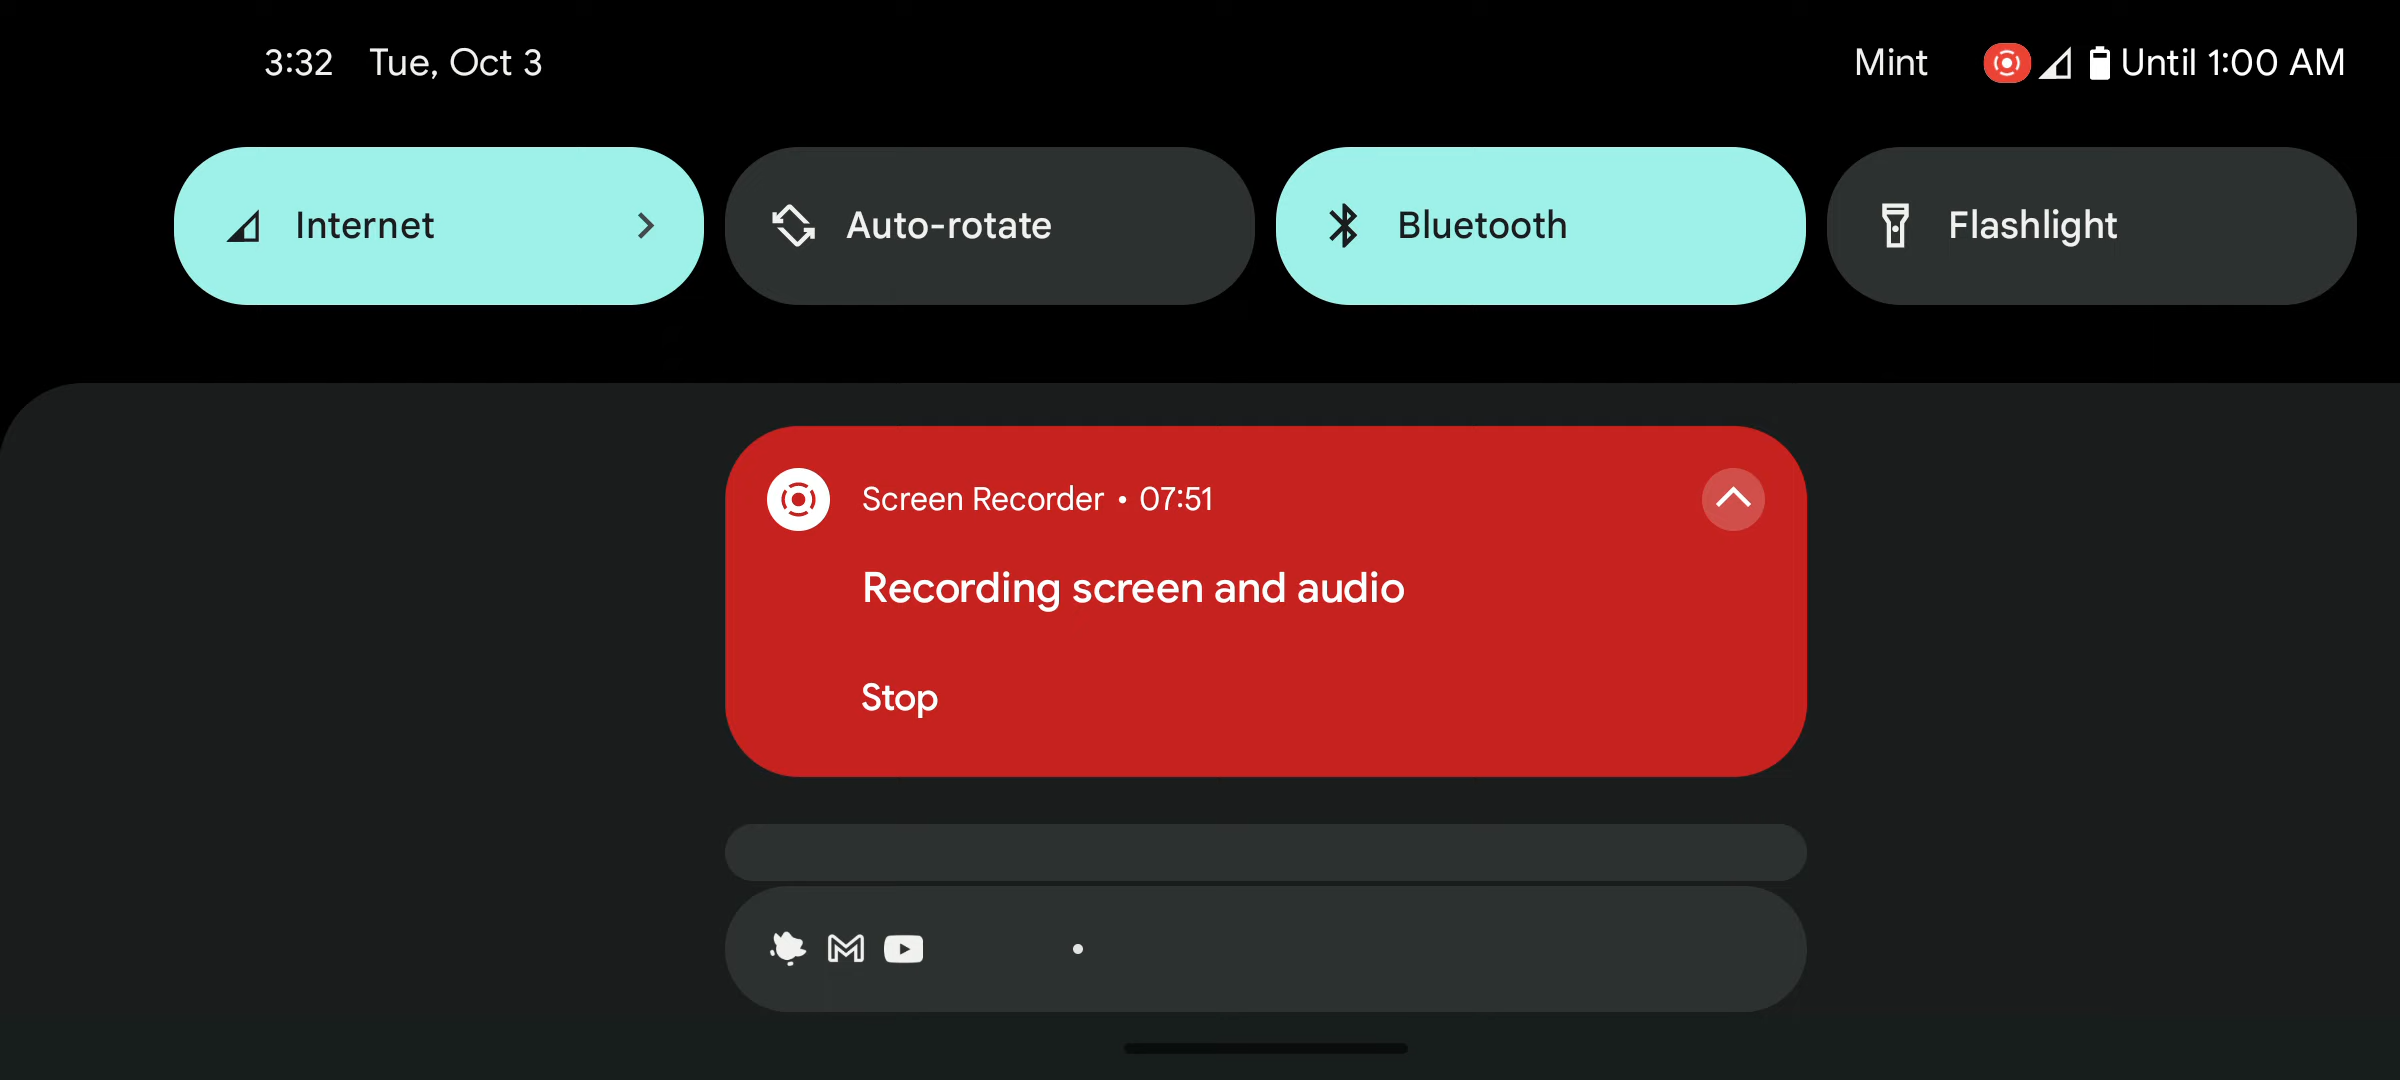 3:32 Tue, Oct 3
Mint Until 1:00 AM
Internet
Auto-rotate
Bluetooth
Flashlight
Screen Recorder • 07:51
Recording screen and audio
Stop